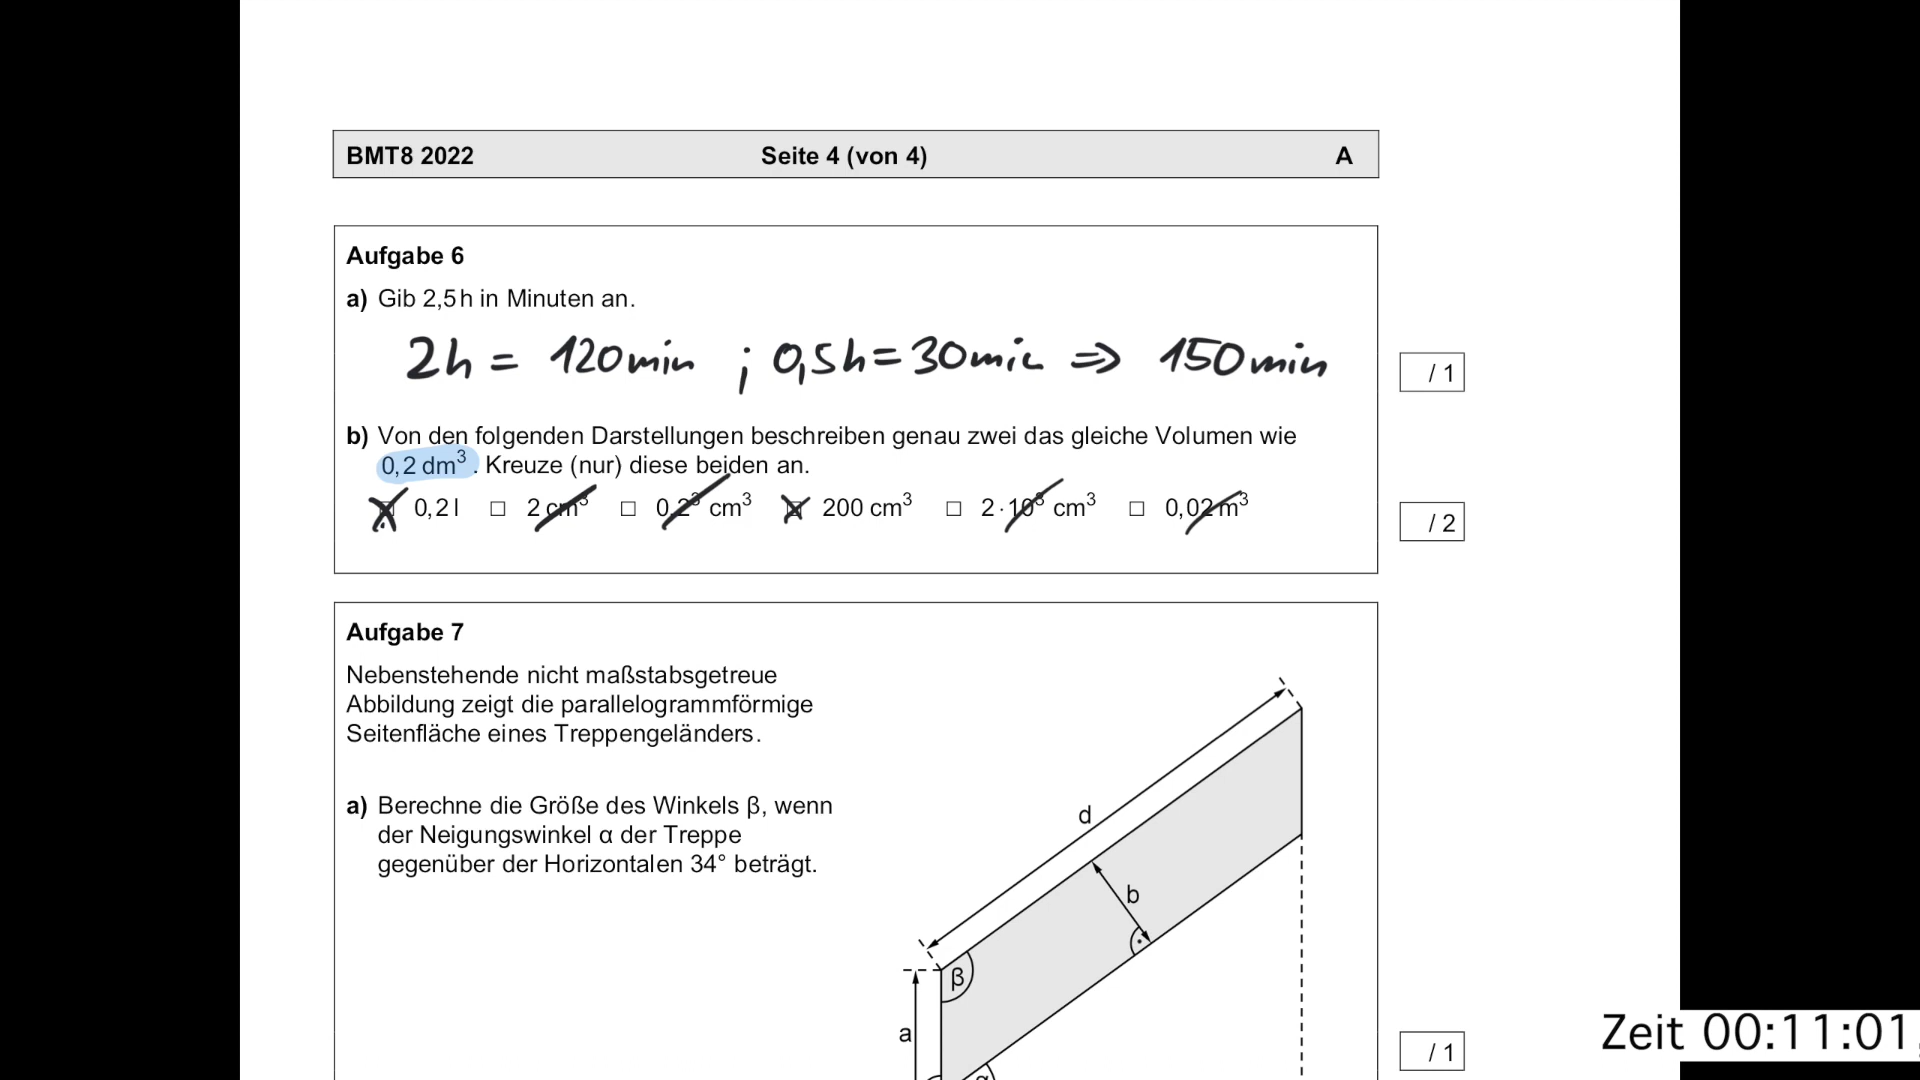 BMT8 2022 Seite 4 (von 4) A
Aufgabe 6
a) Gib 2,5 h in Minuten an.
2h = 120min ; 0,5h = 30min ⇒ 150min
/ 1
b) Von den folgenden Darstellungen beschreiben genau zwei das gleiche Volumen wie
0,2 dm³. Kreuze (nur) diese beiden an.
☒ 0,2 l ☐ 2 cm³ ☐ 0,2³ cm³ ☒ 200 cm³ ☐ 2·10³ cm³ ☐ 0,02 m³
/ 2
Aufgabe 7
Nebenstehende nicht maßstabsgetreue
Abbildung zeigt die parallelogrammförmige
Seitenfläche eines Treppengeländers.
a) Berechne die Größe des Winkels β, wenn
der Neigungswinkel α der Treppe
gegenüber der Horizontalen 34° beträgt.
d
b
β
a
α
/ 1
Zeit 00:11:01